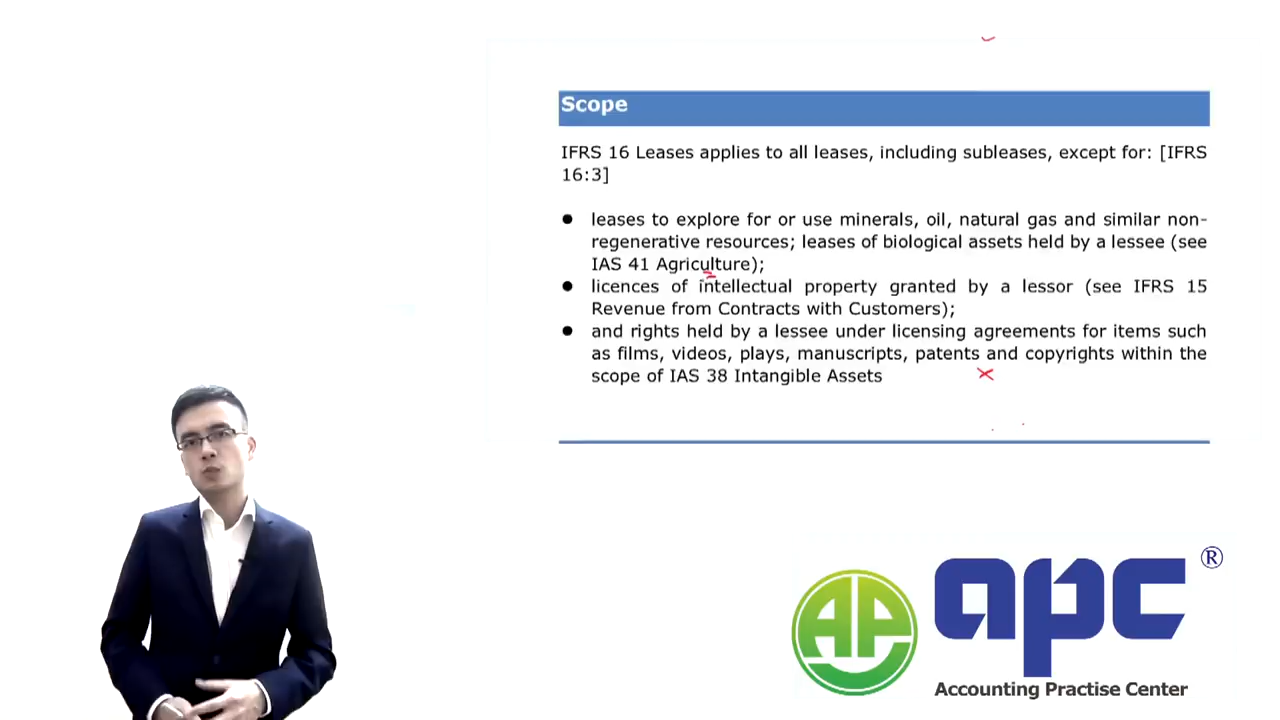 Scope
IFRS 16 Leases applies to all leases, including subleases, except for: [IFRS
16:3]
● leases to explore for or use minerals, oil, natural gas and similar non-
regenerative resources; leases of biological assets held by a lessee (see
IAS 41 Agriculture);
● licences of intellectual property granted by a lessor (see IFRS 15
Revenue from Contracts with Customers);
● and rights held by a lessee under licensing agreements for items such
as films, videos, plays, manuscripts, patents and copyrights within the
scope of IAS 38 Intangible Assets
AP
apc ®
Accounting Practise Center